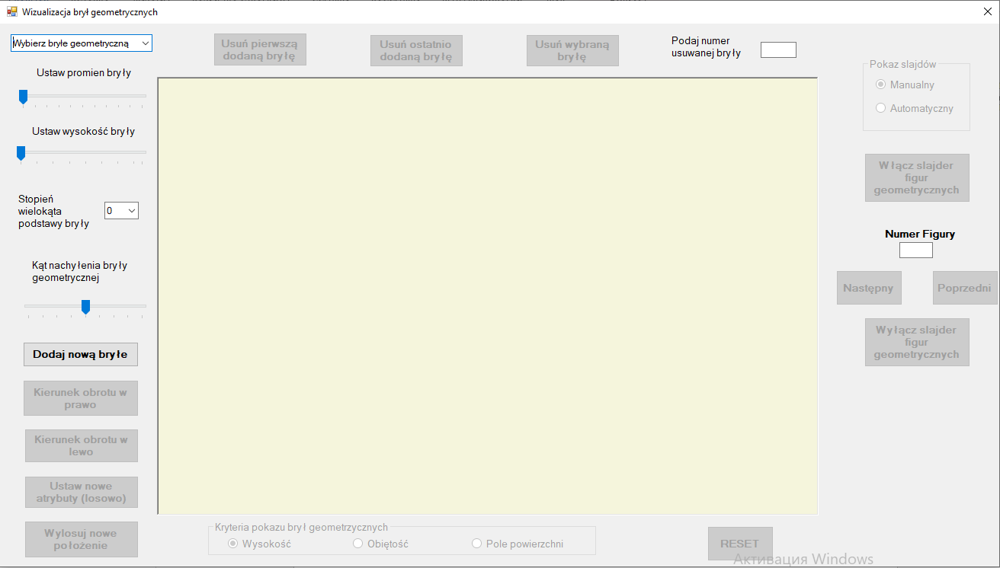 Wizualizacja brył geometrycznych
Wybierz bryłe geometryczną
Usuń pierwszą
dodaną bryłę
Usuń ostatnio
dodaną bryłę
Usuń wybraną
bryłę
Podaj numer
usuwanej bryły
Ustaw promien bryły
Ustaw wysokość bryły
Stopień
wielokąta
podstawy bryły
0
Kąt nachylenia bryły
geometrycznej
Dodaj nową bryłe
Kierunek obrotu w
prawo
Kierunek obrotu w
lewo
Ustaw nowe
atrybuty (losowo)
Wylosuj nowe
położenie
Pokaz slajdów
Manualny
Automatyczny
Włącz slajder
figur
geometrycznych
Numer Figury
Następny
Poprzedni
Wyłącz slajder
figur
geometrycznych
Kryteria pokazu brył geometrzycznych
Wysokość
Objętość
Pole powierzchni
RESET
Активация Windows